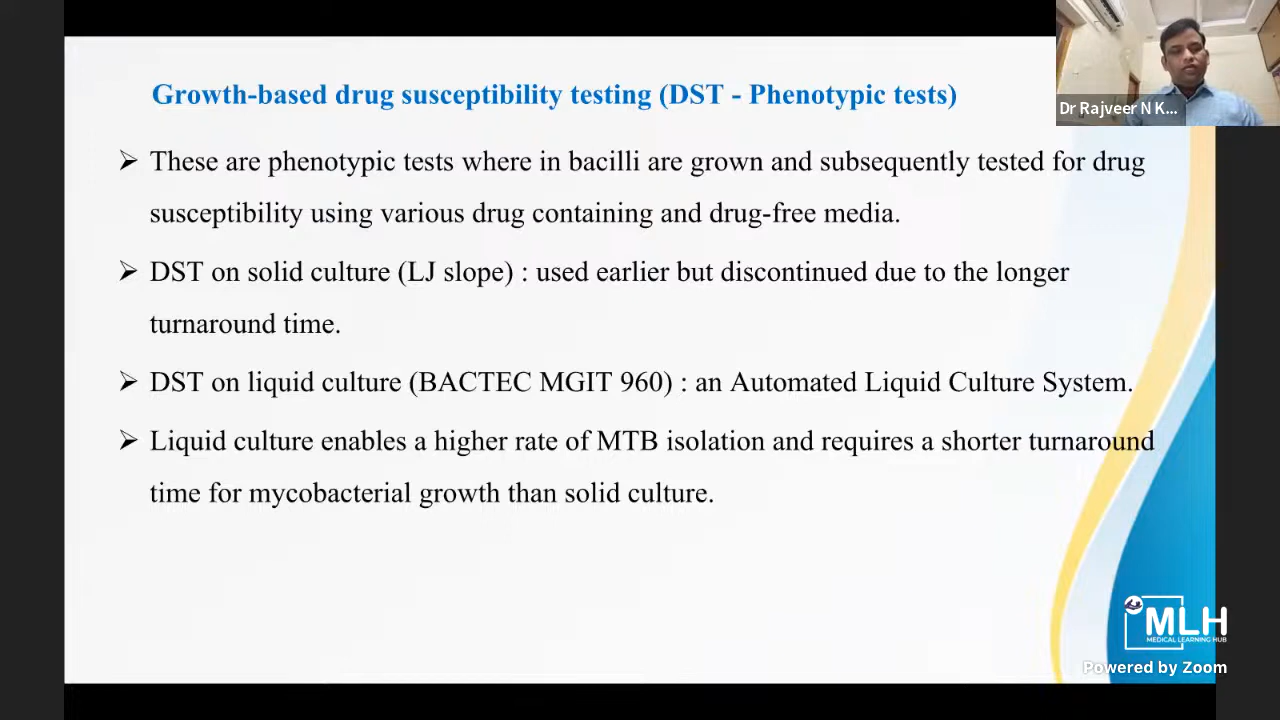 Growth-based drug susceptibility testing (DST - Phenotypic tests)
Dr Rajveer N K...
➢ These are phenotypic tests where in bacilli are grown and subsequently tested for drug
susceptibility using various drug containing and drug-free media.
➢ DST on solid culture (LJ slope) : used earlier but discontinued due to the longer
turnaround time.
➢ DST on liquid culture (BACTEC MGIT 960) : an Automated Liquid Culture System.
➢ Liquid culture enables a higher rate of MTB isolation and requires a shorter turnaround
time for mycobacterial growth than solid culture.
MLH
MEDICAL LEARNING HUB
Powered by Zoom